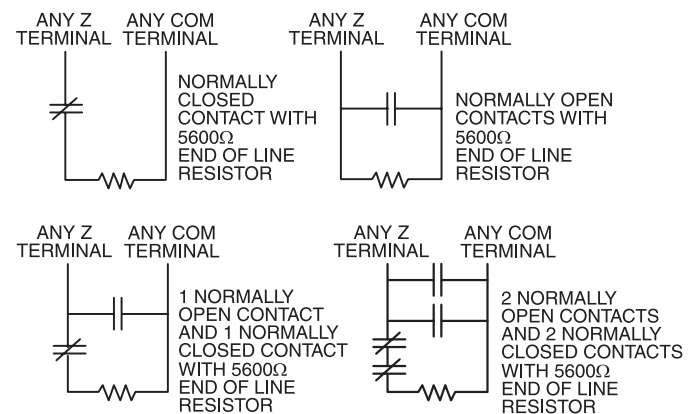 ANY Z
TERMINAL
ANY COM
TERMINAL
NORMALLY
CLOSED
CONTACT WITH
5600Ω
END OF LINE
RESISTOR
ANY Z
TERMINAL
ANY COM
TERMINAL
NORMALLY OPEN
CONTACTS WITH
5600Ω
END OF LINE
RESISTOR
ANY Z
TERMINAL
ANY COM
TERMINAL
1 NORMALLY
OPEN CONTACT
AND 1 NORMALLY
CLOSED CONTACT
WITH 5600Ω
END OF LINE
RESISTOR
ANY Z
TERMINAL
ANY COM
TERMINAL
2 NORMALLY
OPEN CONTACTS
AND 2 NORMALLY
CLOSED CONTACTS
WITH 5600Ω
END OF LINE
RESISTOR